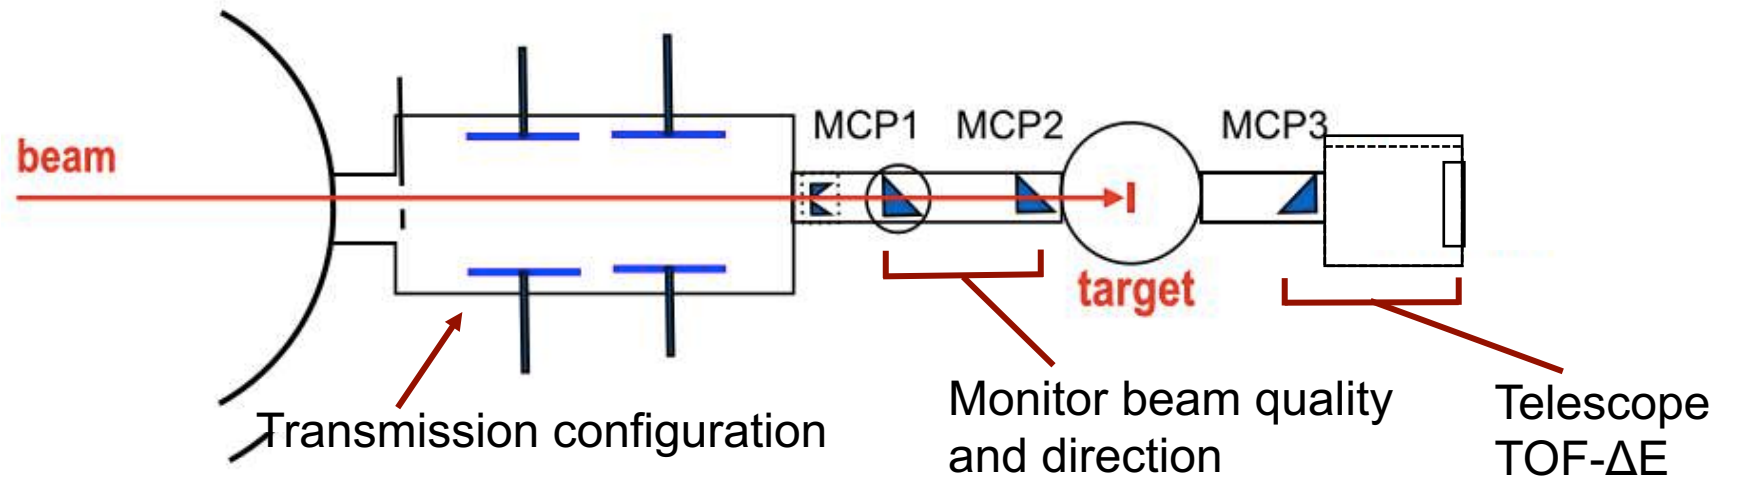 MCP1
MCP2
MCP3
beam
target
Transmission configuration
Monitor beam quality
and direction
Telescope
TOF-ΔE